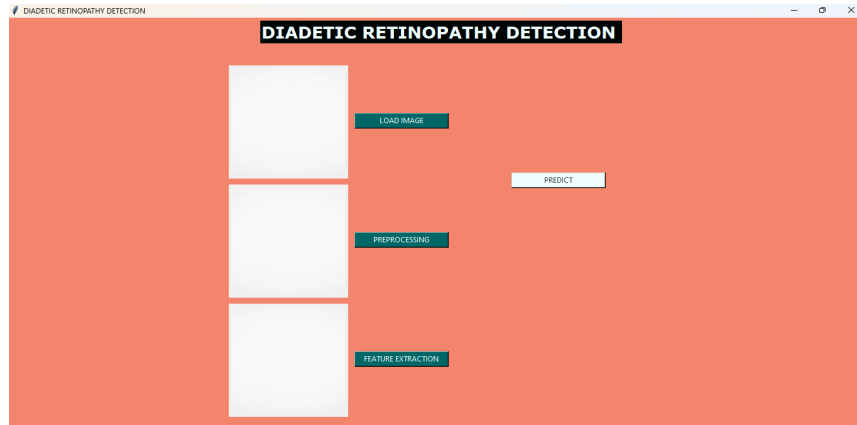 DIADETIC RETINOPATHY DETECTION
DIADETIC RETINOPATHY DETECTION
LOAD IMAGE
PREDICT
PREPROCESSING
FEATURE EXTRACTION